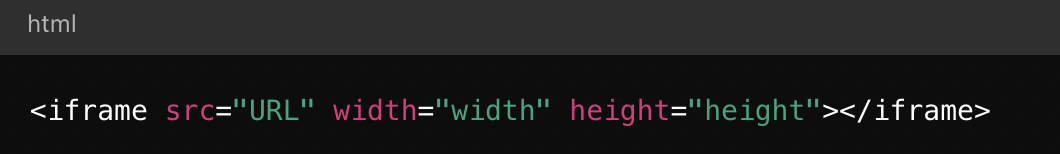 html
<iframe src="URL" width="width" height="height"></iframe>